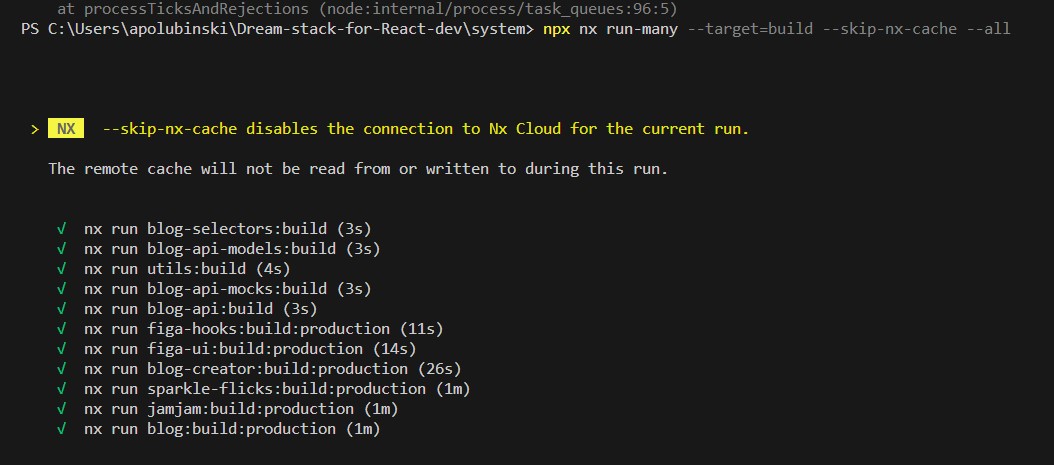 at processTicksAndRejections (node:internal/process/task_queues:96:5)
PS C:\Users\apolubinski\Dream-stack-for-React-dev\system> npx nx run-many --target=build --skip-nx-cache --all
> NX --skip-nx-cache disables the connection to Nx Cloud for the current run.
The remote cache will not be read from or written to during this run.
√ nx run blog-selectors:build (3s)
√ nx run blog-api-models:build (3s)
√ nx run utils:build (4s)
√ nx run blog-api-mocks:build (3s)
√ nx run blog-api:build (3s)
√ nx run figa-hooks:build:production (11s)
√ nx run figa-ui:build:production (14s)
√ nx run blog-creator:build:production (26s)
√ nx run sparkle-flicks:build:production (1m)
√ nx run jamjam:build:production (1m)
√ nx run blog:build:production (1m)